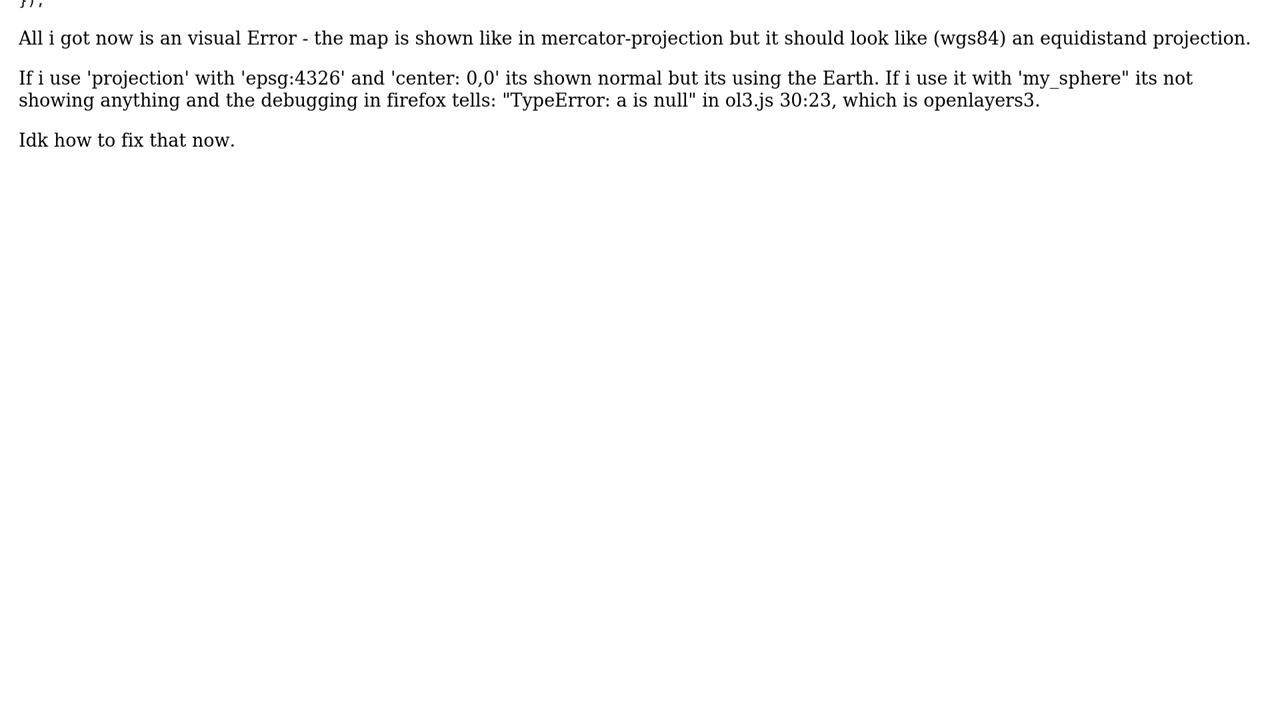 });
All i got now is an visual Error - the map is shown like in mercator-projection but it should look like (wgs84) an equidistand projection.
If i use 'projection' with 'epsg:4326' and 'center: 0,0' its shown normal but its using the Earth. If i use it with 'my_sphere" its not
showing anything and the debugging in firefox tells: "TypeError: a is null" in ol3.js 30:23, which is openlayers3.
Idk how to fix that now.